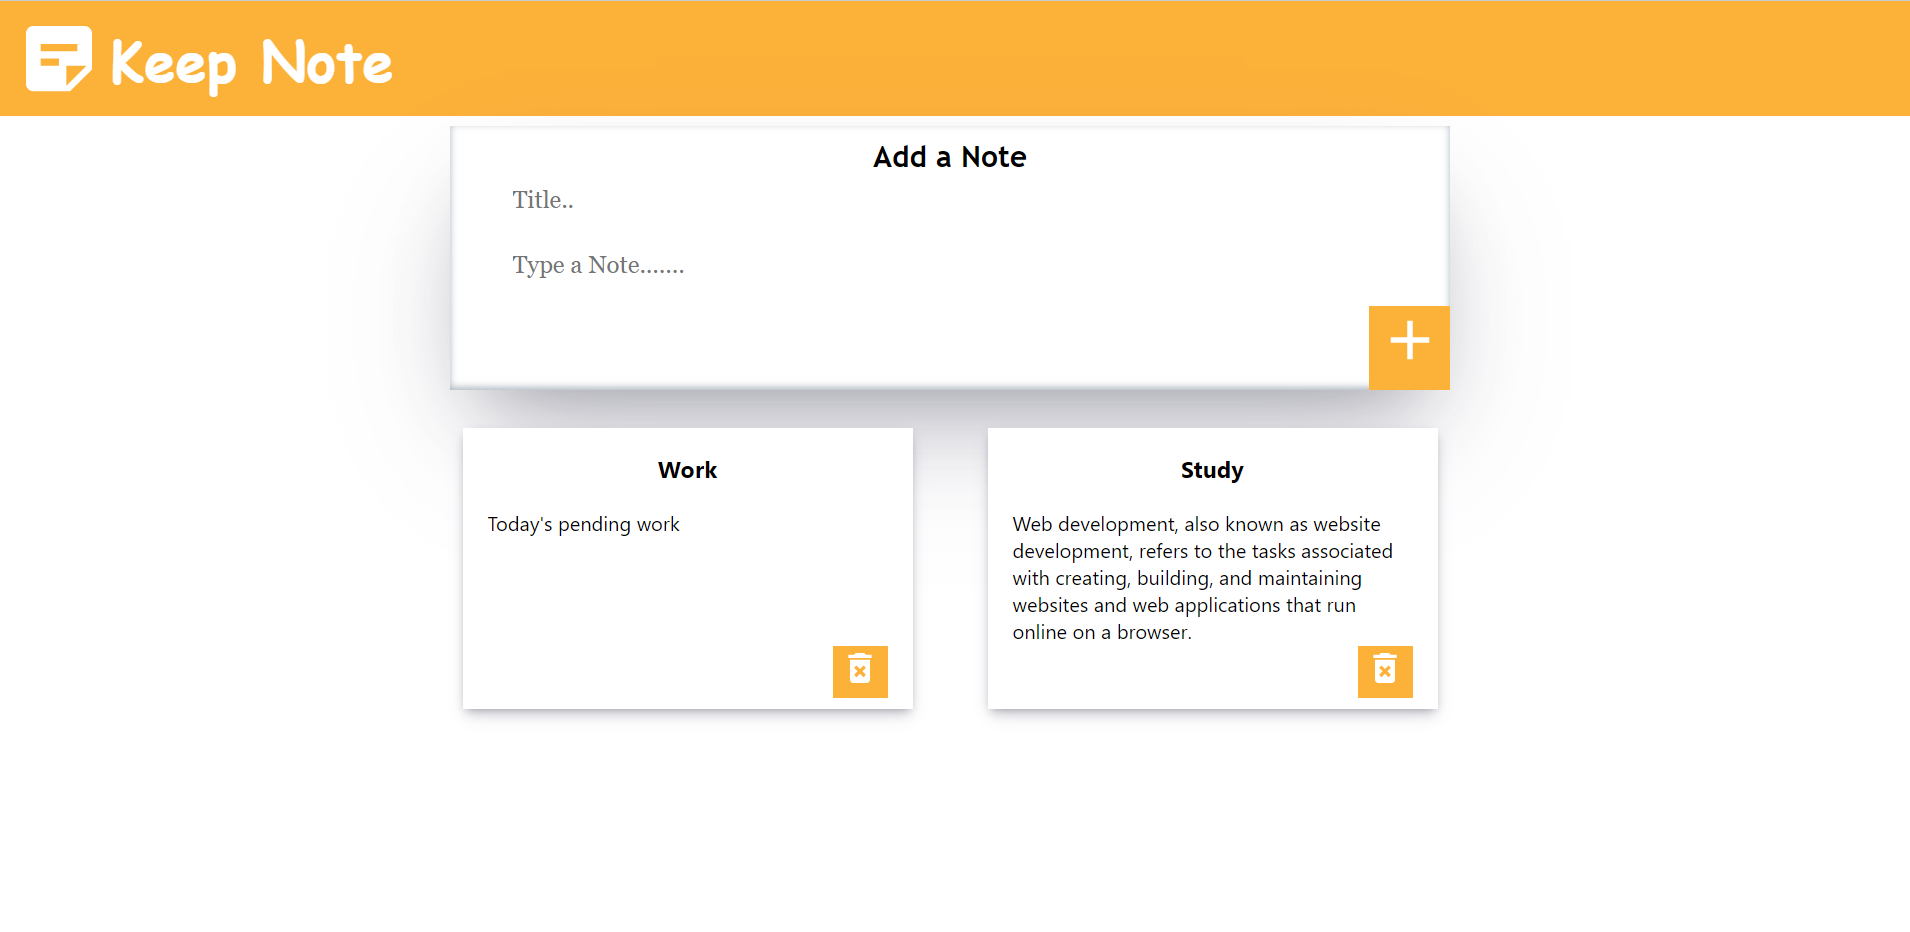 Keep Note
Add a Note
Title..
Type a Note.......
Work
Today's pending work
Study
Web development, also known as website
development, refers to the tasks associated
with creating, building, and maintaining
websites and web applications that run
online on a browser.